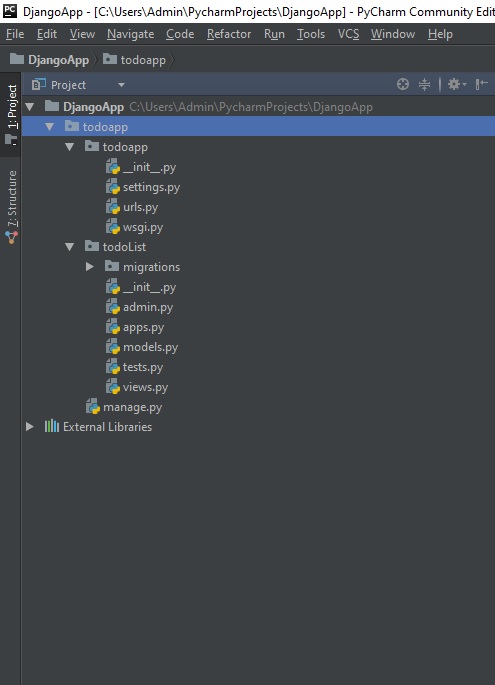 PC DjangoApp - [C:\Users\Admin\PycharmProjects\DjangoApp] - PyCharm Community Edit
File Edit View Navigate Code Refactor Run Tools VCS Window Help
DjangoApp todoapp
1: Project
7: Structure
Project
DjangoApp C:\Users\Admin\PycharmProjects\DjangoApp
todoapp
todoapp
__init__.py
settings.py
urls.py
wsgi.py
todoList
migrations
__init__.py
admin.py
apps.py
models.py
tests.py
views.py
manage.py
External Libraries